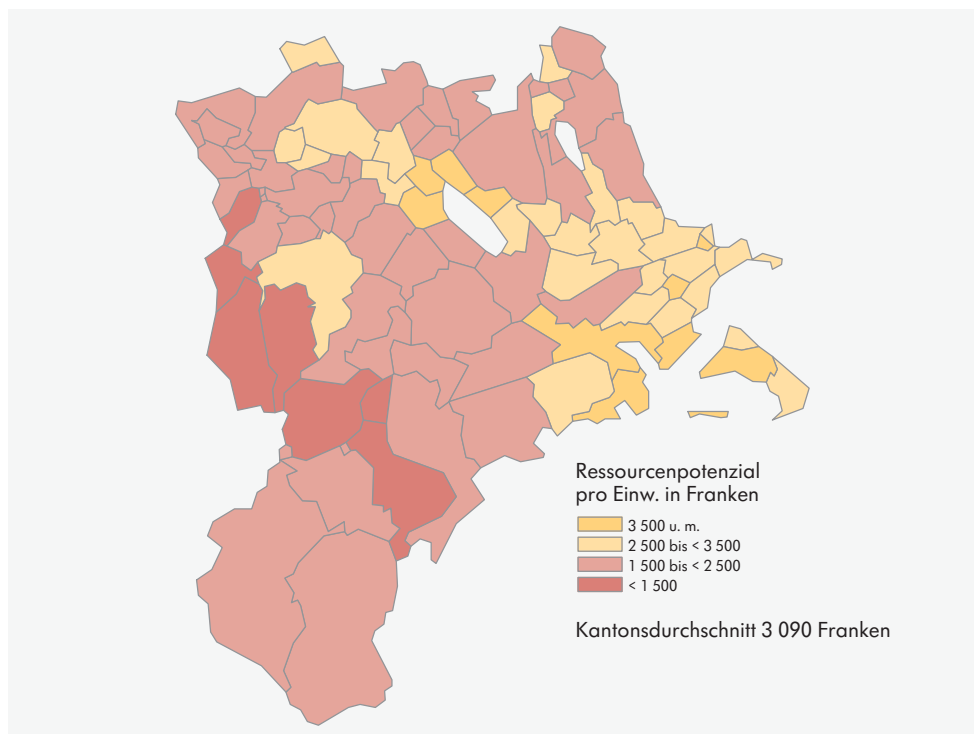 Ressourcenpotenzial
pro Einw. in Franken
3 500 u. m.
2 500 bis < 3 500
1 500 bis < 2 500
< 1 500
Kantonsdurchschnitt 3 090 Franken